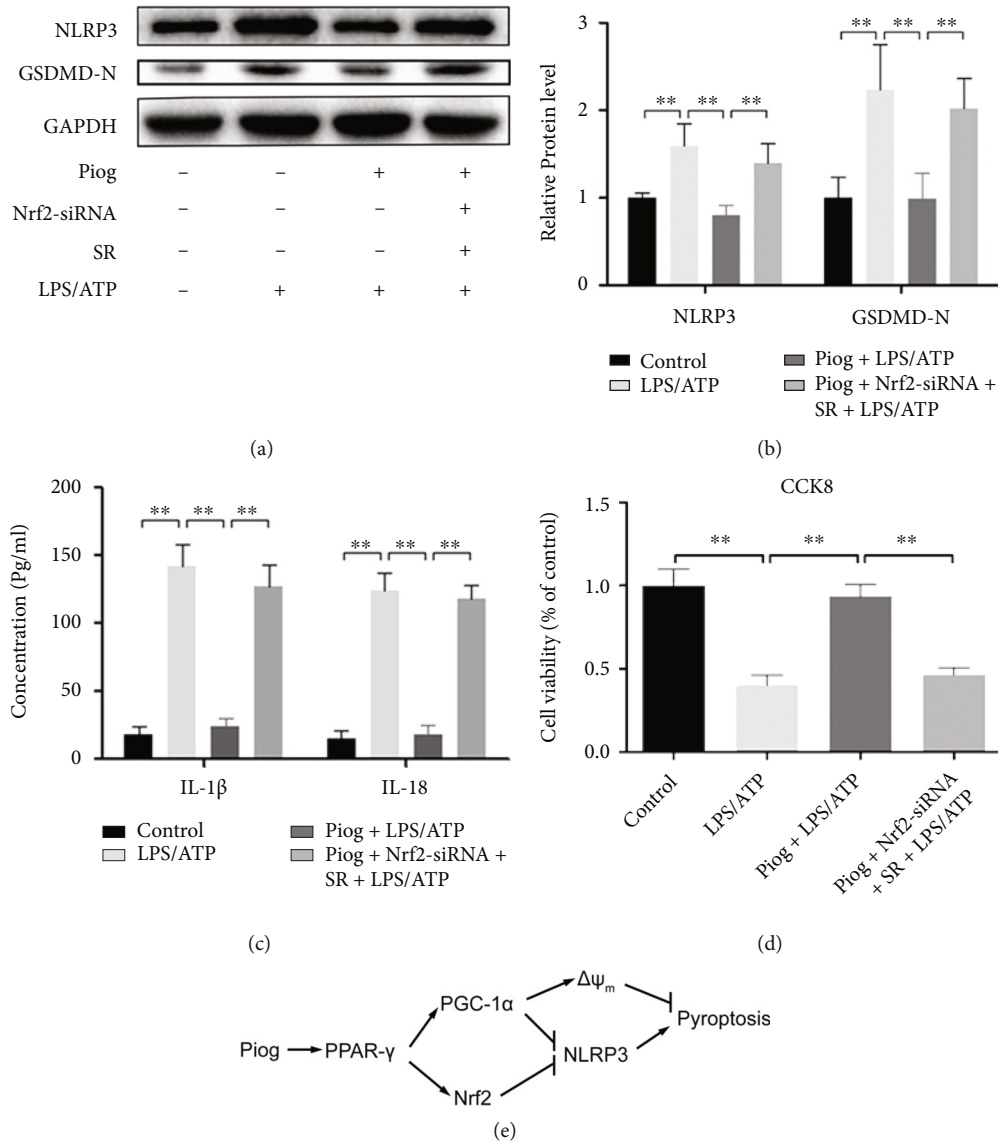 NLRP3
GSDMD-N
GAPDH
Piog – – + +
Nrf2-siRNA – – – +
SR – – – +
LPS/ATP – + + +
(a)
Relative Protein level
3
2
1
0
** ** **
** ** **
NLRP3 GSDMD-N
Control
LPS/ATP
Piog + LPS/ATP
Piog + Nrf2-siRNA +
SR + LPS/ATP
(b)
Concentration (Pg/ml)
200
150
100
50
0
** ** **
** ** **
IL-1β IL-18
Control
LPS/ATP
Piog + LPS/ATP
Piog + Nrf2-siRNA +
SR + LPS/ATP
(c)
CCK8
Cell viability (% of control)
1.5
1.0
0.5
0.0
** ** **
Control
LPS/ATP
Piog + LPS/ATP
Piog + Nrf2-siRNA
+ SR + LPS/ATP
(d)
Piog
PPAR-γ
PGC-1α
Nrf2
Δψm
NLRP3
Pyroptosis
(e)